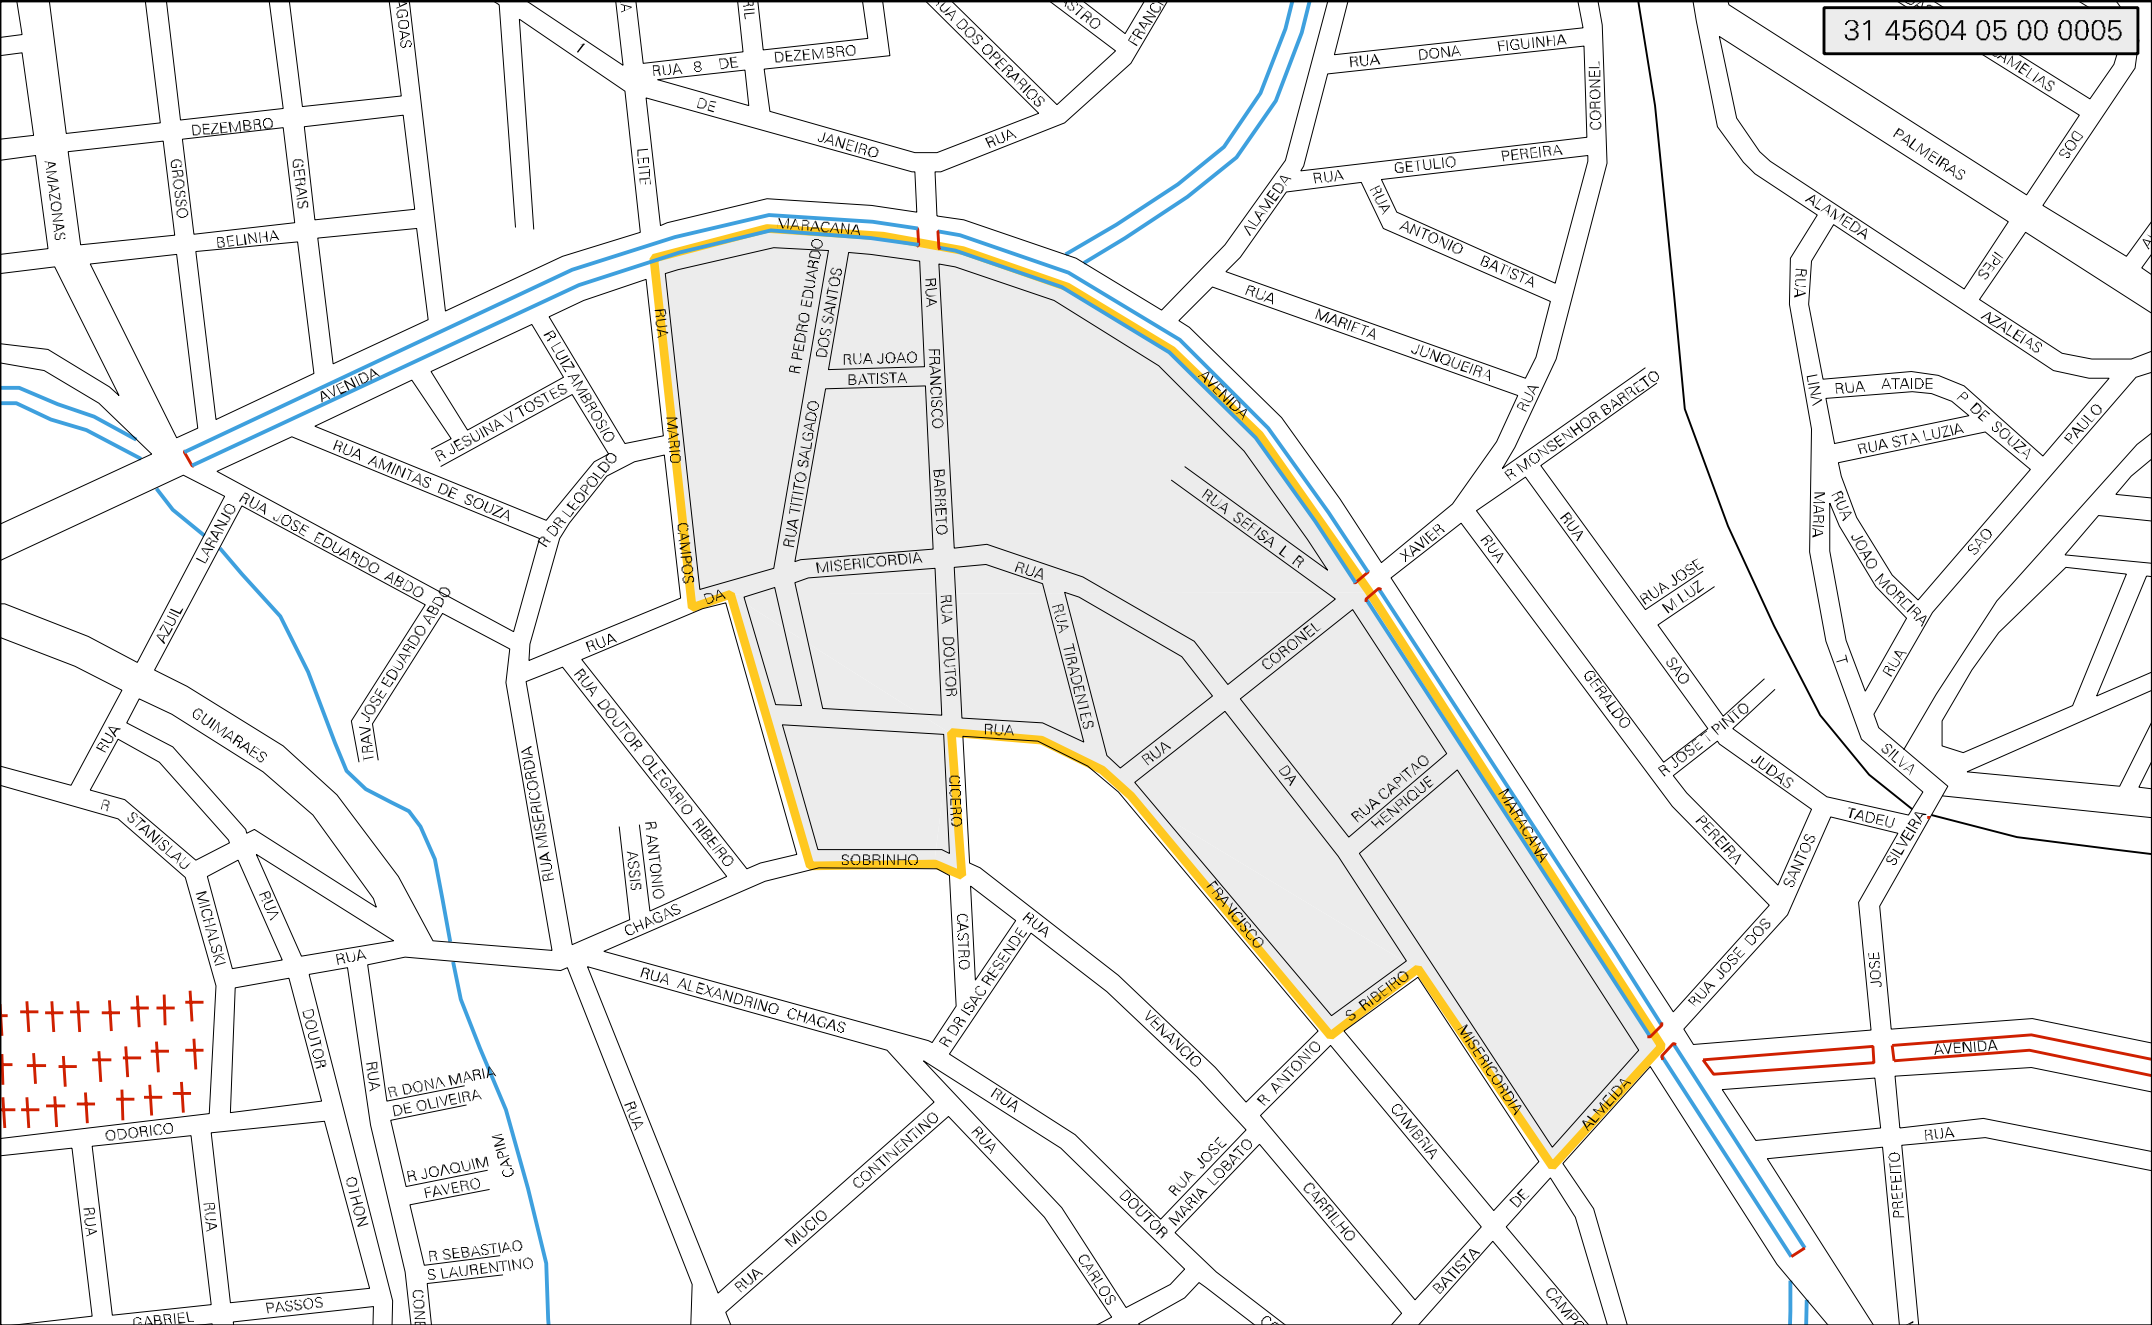 31 45604 05 00 0005
AGOAS
I
RUA 8 DE DEZEMBRO
RUA DOS OPERARIOS
RUA DONA FIGUINHA
CORONEL
AMELIAS
DEZEMBRO
DE JANEIRO
RUA
PALMEIRAS
DOS
AMAZONAS
GROSSO
GERAIS
LEITE
RUA GETULIO PEREIRA
ALAMEDA
RUA ANTONIO BATISTA
ALAMEDA
IPES
AZALEIAS
BELINHA
MARACANA
R PEDRO EDUARDO
DOS SANTOS
RUA
FRANCISCO
BARRETO
RUA
MARIO
CAMPOS
RUA JOAO
BATISTA
RUA MARIETA JUNQUEIRA
RUA
LINA
MARIA
T
RUA ATAIDE P DE SOUZA
RUA STA LUZIA
PAULO
SAO
RUA
AVENIDA
R LUIZ AMBROSIO
R JESUINA V TOSTES
AVENIDA
RUA
R MONSENHOR BARRETO
RUA AMINTAS DE SOUZA
R DR LEOPOLDO
RUA TITITO SALGADO
RUA SEFISA L R
XAVIER
RUA
RUA
RUA JOAO MOREIRA
LARANJO
AZUL
RUA
RUA JOSE EDUARDO ABDO
TRAV JOSE EDUARDO ABDO
MISERICORDIA
RUA
DA
RUA
RUA DOUTOR
RUA TIRADENTES
CORONEL
RUA JOSE
M LUZ
SAO
GERALDO
GUIMARAES
RUA DOUTOR OLEGARIO RIBEIRO
RUA MISERICORDIA
RUA
RUA
DA
RUA CAPITAO
HENRIQUE
MARACANA
R JOSE T PINTO
JUDAS
TADEU
SILVA
SILVEIRA
PEREIRA
SANTOS
R
STANISLAU
MICHALSKI
RUA
CICERO
SOBRINHO
R ANTONIO
ASSIS
CHAGAS
RUA
RUA
CASTRO
R DR ISAC RESENDE
FRANCISCO
S RIBEIRO
RUA JOSE DOS
JOSE
RUA ALEXANDRINO CHAGAS
VENANCIO
MISERICORDIA
AVENIDA
DOUTOR
RUA
R DONA MARIA
DE OLIVEIRA
RUA
RUA
R ANTONIO
CAMBRIA
ALMEIDA
RUA
ODORICO
CAPIM
R JOAQUIM
FAVERO
OTHON
RUA
CONTINENTINO
MUCIO
RUA
RUA JOSE
MARIA LOBATO
DOUTOR
CARRILHO
DE
BATISTA
PREFEITO
RUA
RUA
R SEBASTIAO
S LAURENTINO
CARLOS
GABRIEL
PASSOS